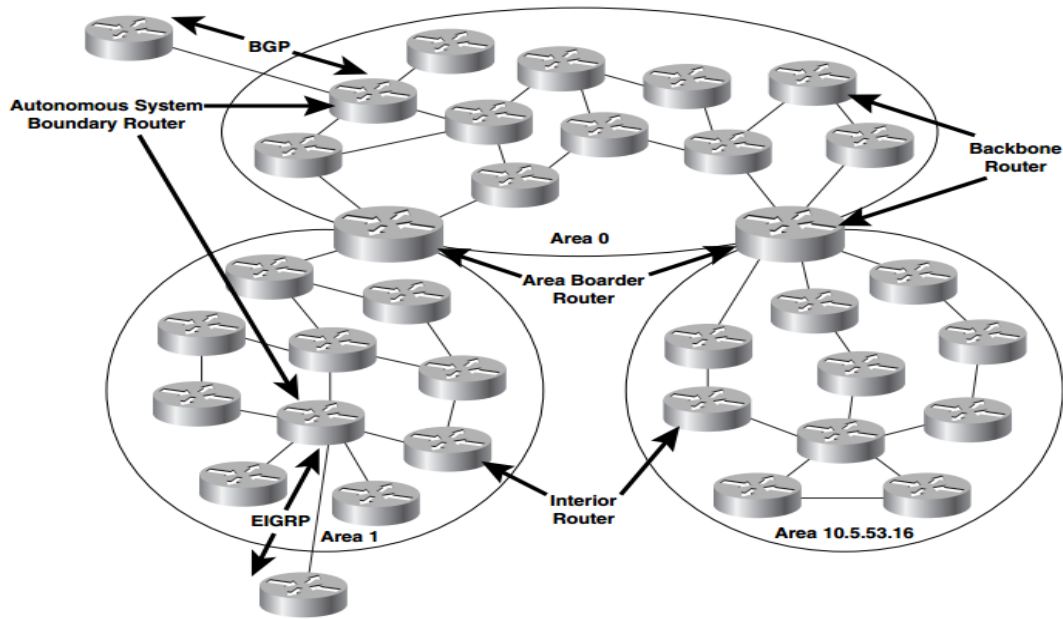 BGP
Autonomous System
Boundary Router
Backbone
Router
Area 0
Area Boarder
Router
Interior
Router
EIGRP
Area 1
Area 10.5.53.16